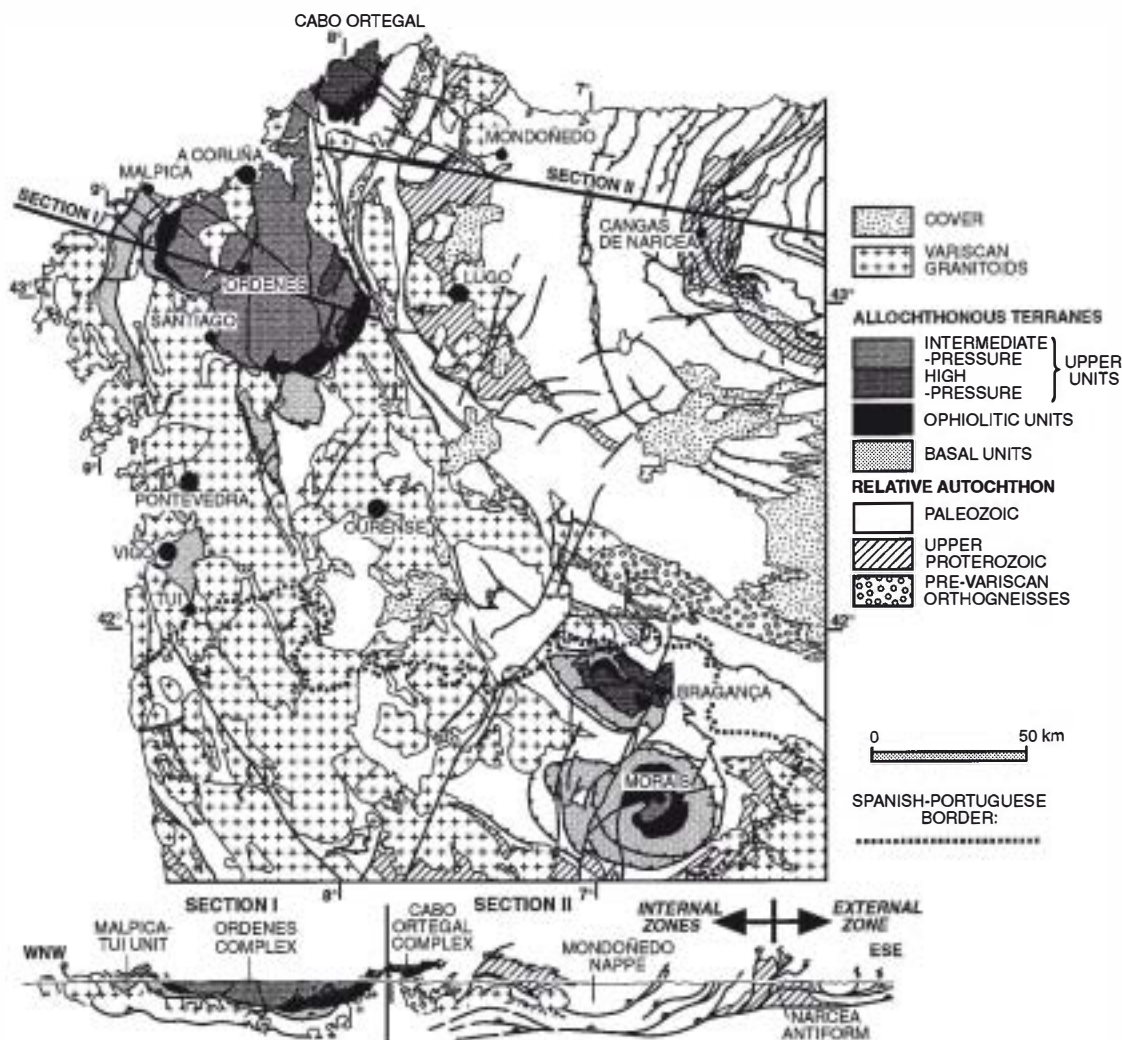 CABO ORTEGAL
8°
7°
MONDOÑEDO
A CORUÑA
MALPICA
9°
SECTION I
SECTION II
CANGAS
DE NARCEA
ORDENES
LUGO
43°
43°
SANTIAGO
9°
PONTEVEDRA
OURENSE
VIGO
TUI
42°
42°
BRAGANÇA
MORAIS
8°
7°
COVER
VARISCAN
GRANITOIDS
ALLOCHTHONOUS TERRANES
INTERMEDIATE
-PRESSURE
HIGH
-PRESSURE
UPPER
UNITS
OPHIOLITIC UNITS
BASAL UNITS
RELATIVE AUTOCHTHON
PALEOZOIC
UPPER
PROTEROZOIC
PRE-VARISCAN
ORTHOGNEISSES
0 50 km
SPANISH-PORTUGUESE
BORDER:
SECTION I
MALPICA-
TUI UNIT
ORDENES
COMPLEX
WNW
CABO
ORTEGAL
COMPLEX
SECTION II
MONDOÑEDO
NAPPE
INTERNAL
ZONES
EXTERNAL
ZONE
ESE
NARCEA
ANTIFORM